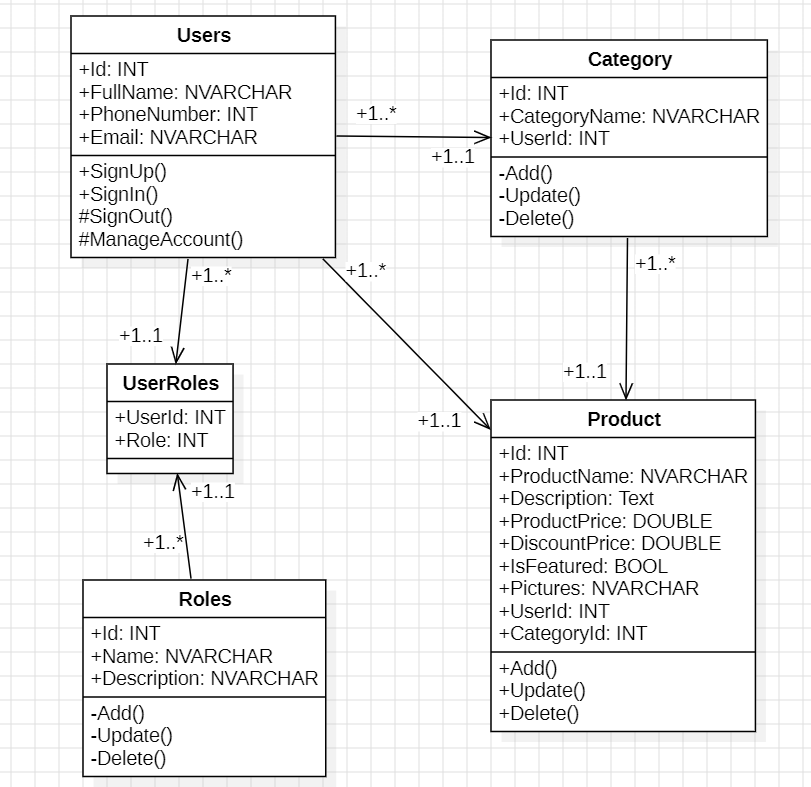 Users
+Id: INT
+FullName: NVARCHAR
+PhoneNumber: INT
+Email: NVARCHAR
+SignUp()
+SignIn()
#SignOut()
#ManageAccount()
+1..*
+1..1
Category
+Id: INT
+CategoryName: NVARCHAR
+UserId: INT
-Add()
-Update()
-Delete()
+1..*
+1..1
+1..*
+1..1
+1..*
+1..1
UserRoles
+UserId: INT
+Role: INT
+1..1
+1..*
Roles
+Id: INT
+Name: NVARCHAR
+Description: NVARCHAR
-Add()
-Update()
-Delete()
Product
+Id: INT
+ProductName: NVARCHAR
+Description: Text
+ProductPrice: DOUBLE
+DiscountPrice: DOUBLE
+IsFeatured: BOOL
+Pictures: NVARCHAR
+UserId: INT
+CategoryId: INT
+Add()
+Update()
+Delete()